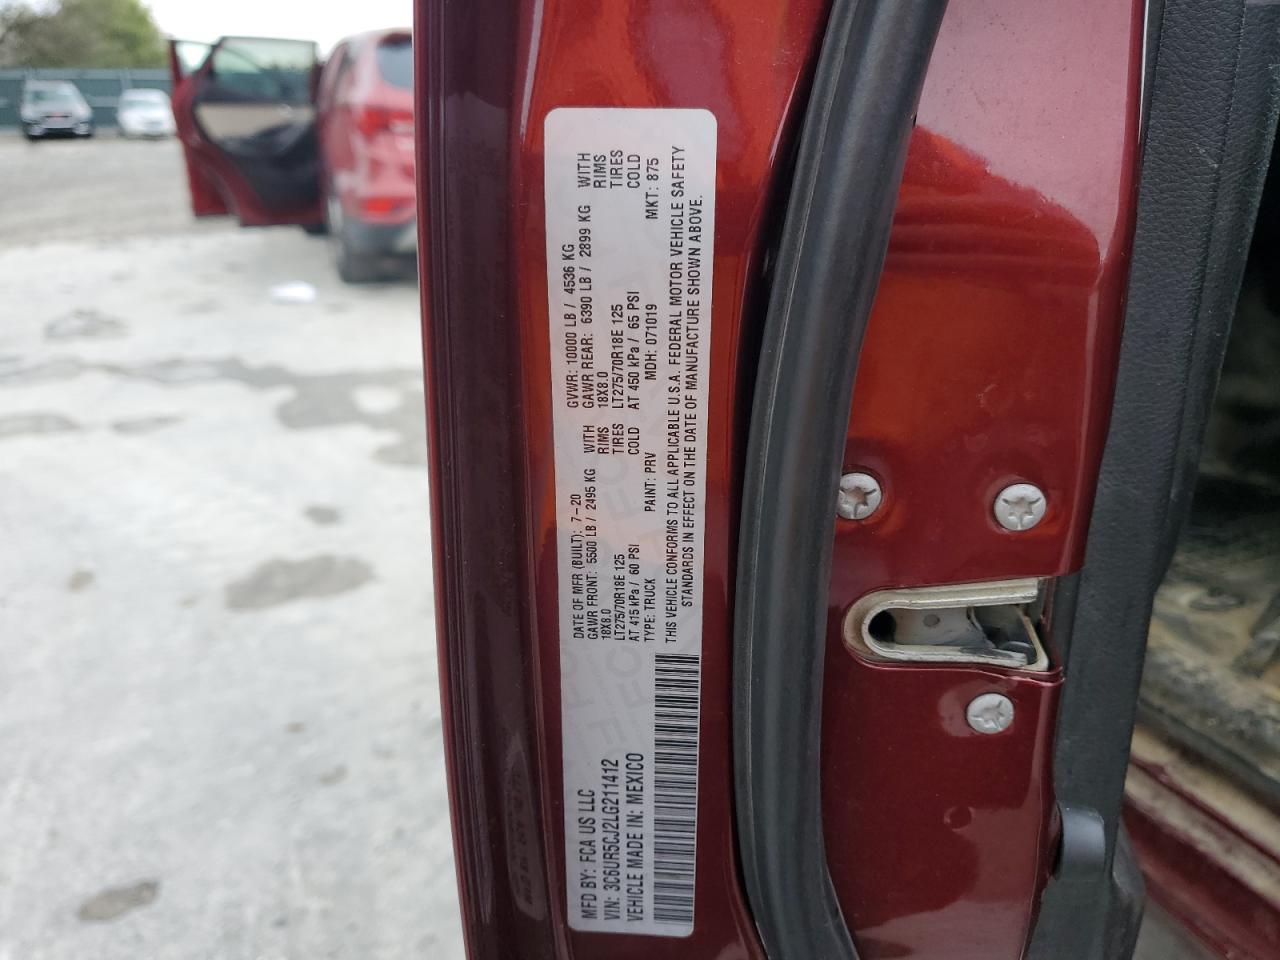 MFD BY: FCA US LLC
VIN: 3C6UR5CJ2LG211412
VEHICLE MADE IN: MEXICO
DATE OF MFR (BUILT): 7-20 GVWR: 10000 LB / 4536 KG
GAWR FRONT: 5500 LB / 2495 KG WITH GAWR REAR: 6390 LB / 2899 KG WITH
18X8.0 RIMS 18X8.0 RIMS
LT275/70R18E 125 TIRES LT275/70R18E 125 TIRES
AT 415 kPa / 60 PSI COLD AT 450 kPa / 65 PSI COLD
TYPE: TRUCK PAINT: PRV MDH: 071019 MKT: 875
THIS VEHICLE CONFORMS TO ALL APPLICABLE U.S.A. FEDERAL MOTOR VEHICLE SAFETY
STANDARDS IN EFFECT ON THE DATE OF MANUFACTURE SHOWN ABOVE.